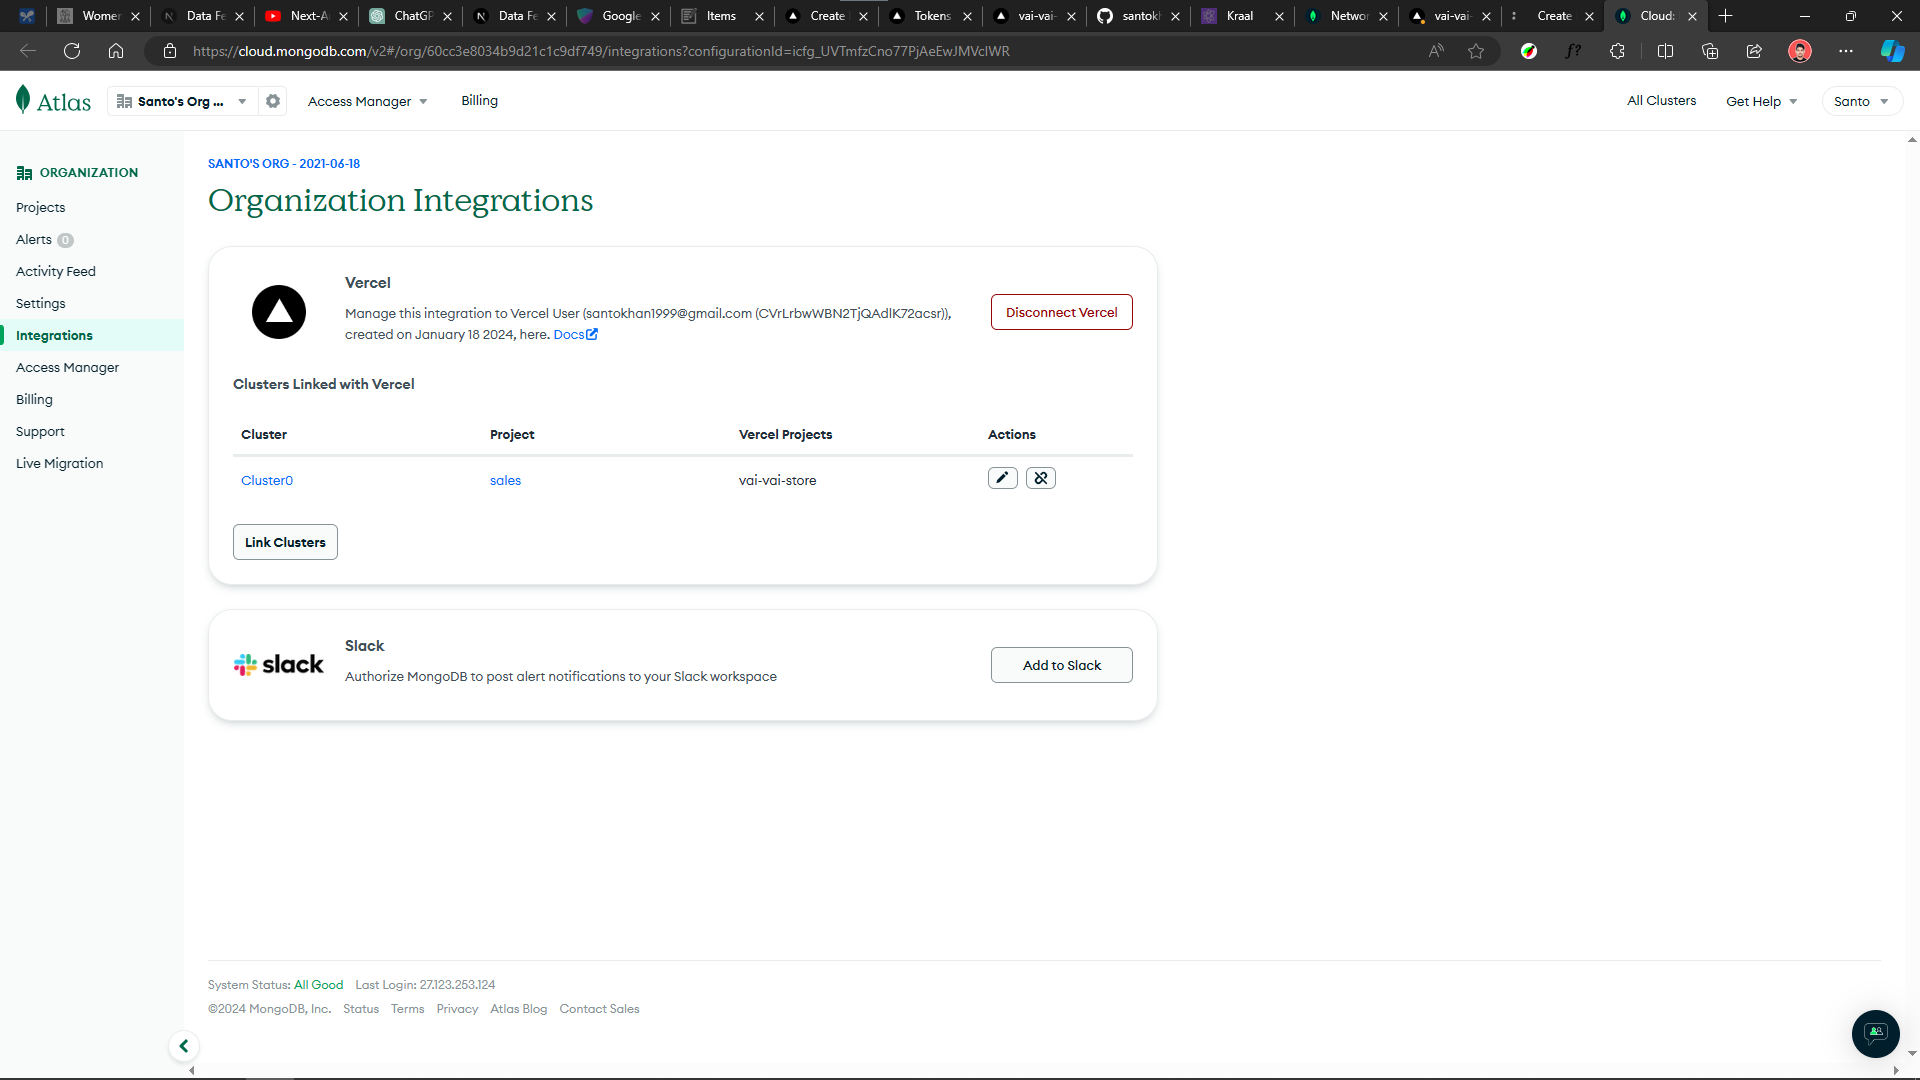 Women
Data Fe
Next-A
ChatGP
Data Fe
Google
Items
Create
Tokens
vai-vai-
santokh
Kraal
Networ
vai-vai-
Create
Clouds
https://cloud.mongodb.com/v2#/org/60cc3e8034b9d21c1c9df749/integrations?configurationId=icfg_UVTmfzCno77PjAeEwJMVclWR
Atlas
Santo's Org ...
Access Manager
Billing
All Clusters
Get Help
Santo
ORGANIZATION
Projects
Alerts 0
Activity Feed
Settings
Integrations
Access Manager
Billing
Support
Live Migration
SANTO'S ORG - 2021-06-18
Organization Integrations
Vercel
Manage this integration to Vercel User (santokhan1999@gmail.com (CVrLrbwWBN2TjQAdlK72acsr)),
created on January 18 2024, here. Docs
Disconnect Vercel
Clusters Linked with Vercel
Cluster Project Vercel Projects Actions
Cluster0 sales vai-vai-store
Link Clusters
slack
Slack
Authorize MongoDB to post alert notifications to your Slack workspace
Add to Slack
System Status: All Good Last Login: 27.123.253.124
©2024 MongoDB, Inc. Status Terms Privacy Atlas Blog Contact Sales